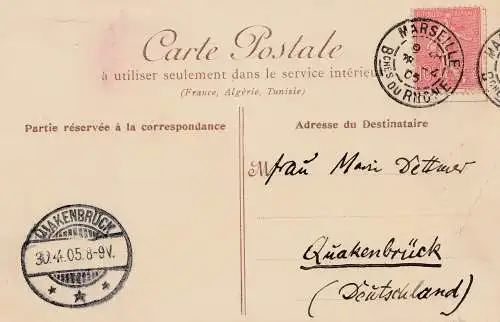 Carte Postale
à utiliser seulement dans le service intérieur
(France, Algérie, Tunisie)
MARSEILLE
Bches DU RHONE
Partie réservée à la correspondance
Adresse du Destinataire
M
Frau Marie Dettmer
Quakenbrück
(Deutschland)
QUAKENBRÜCK
30.4.05.8-9V.